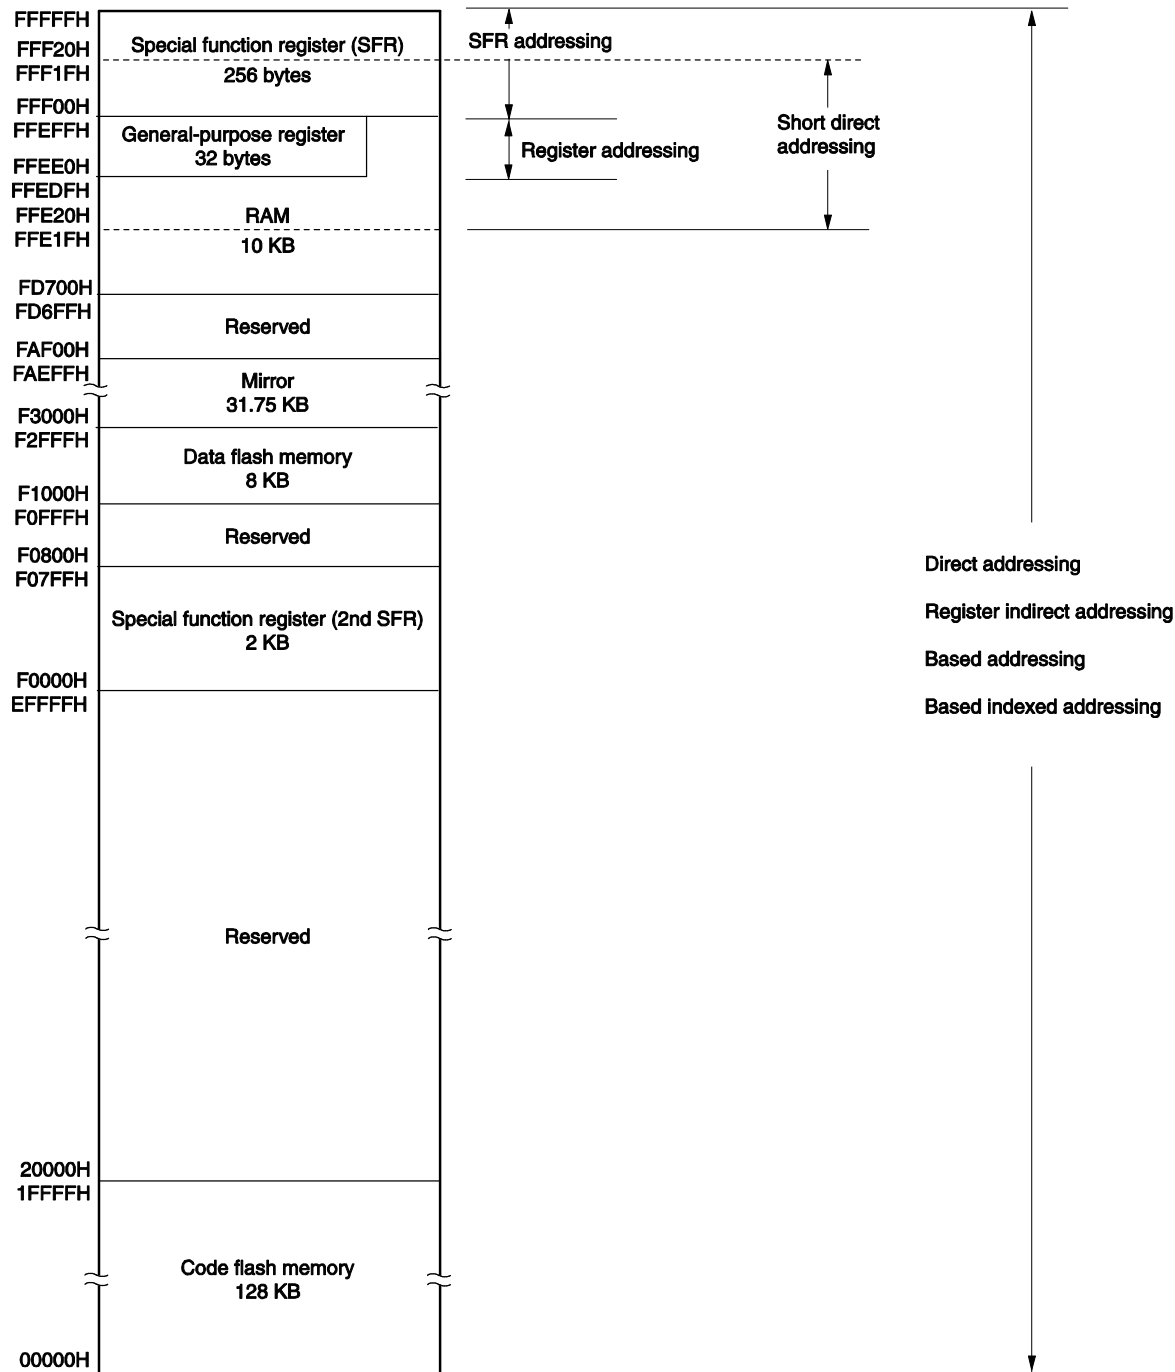 FFFFFH
FFF20H
FFF1FH
FFF00H
FFEFFH
FFEE0H
FFEDFH
FFE20H
FFE1FH
FD700H
FD6FFH
FAF00H
FAEFFH
F3000H
F2FFFH
F1000H
F0FFFH
F0800H
F07FFH
F0000H
EFFFFH
20000H
1FFFFH
00000H
Special function register (SFR)
256 bytes
General-purpose register
32 bytes
RAM
10 KB
Reserved
Mirror
31.75 KB
Data flash memory
8 KB
Reserved
Special function register (2nd SFR)
2 KB
Reserved
Code flash memory
128 KB
SFR addressing
Register addressing
Short direct
addressing
Direct addressing
Register indirect addressing
Based addressing
Based indexed addressing